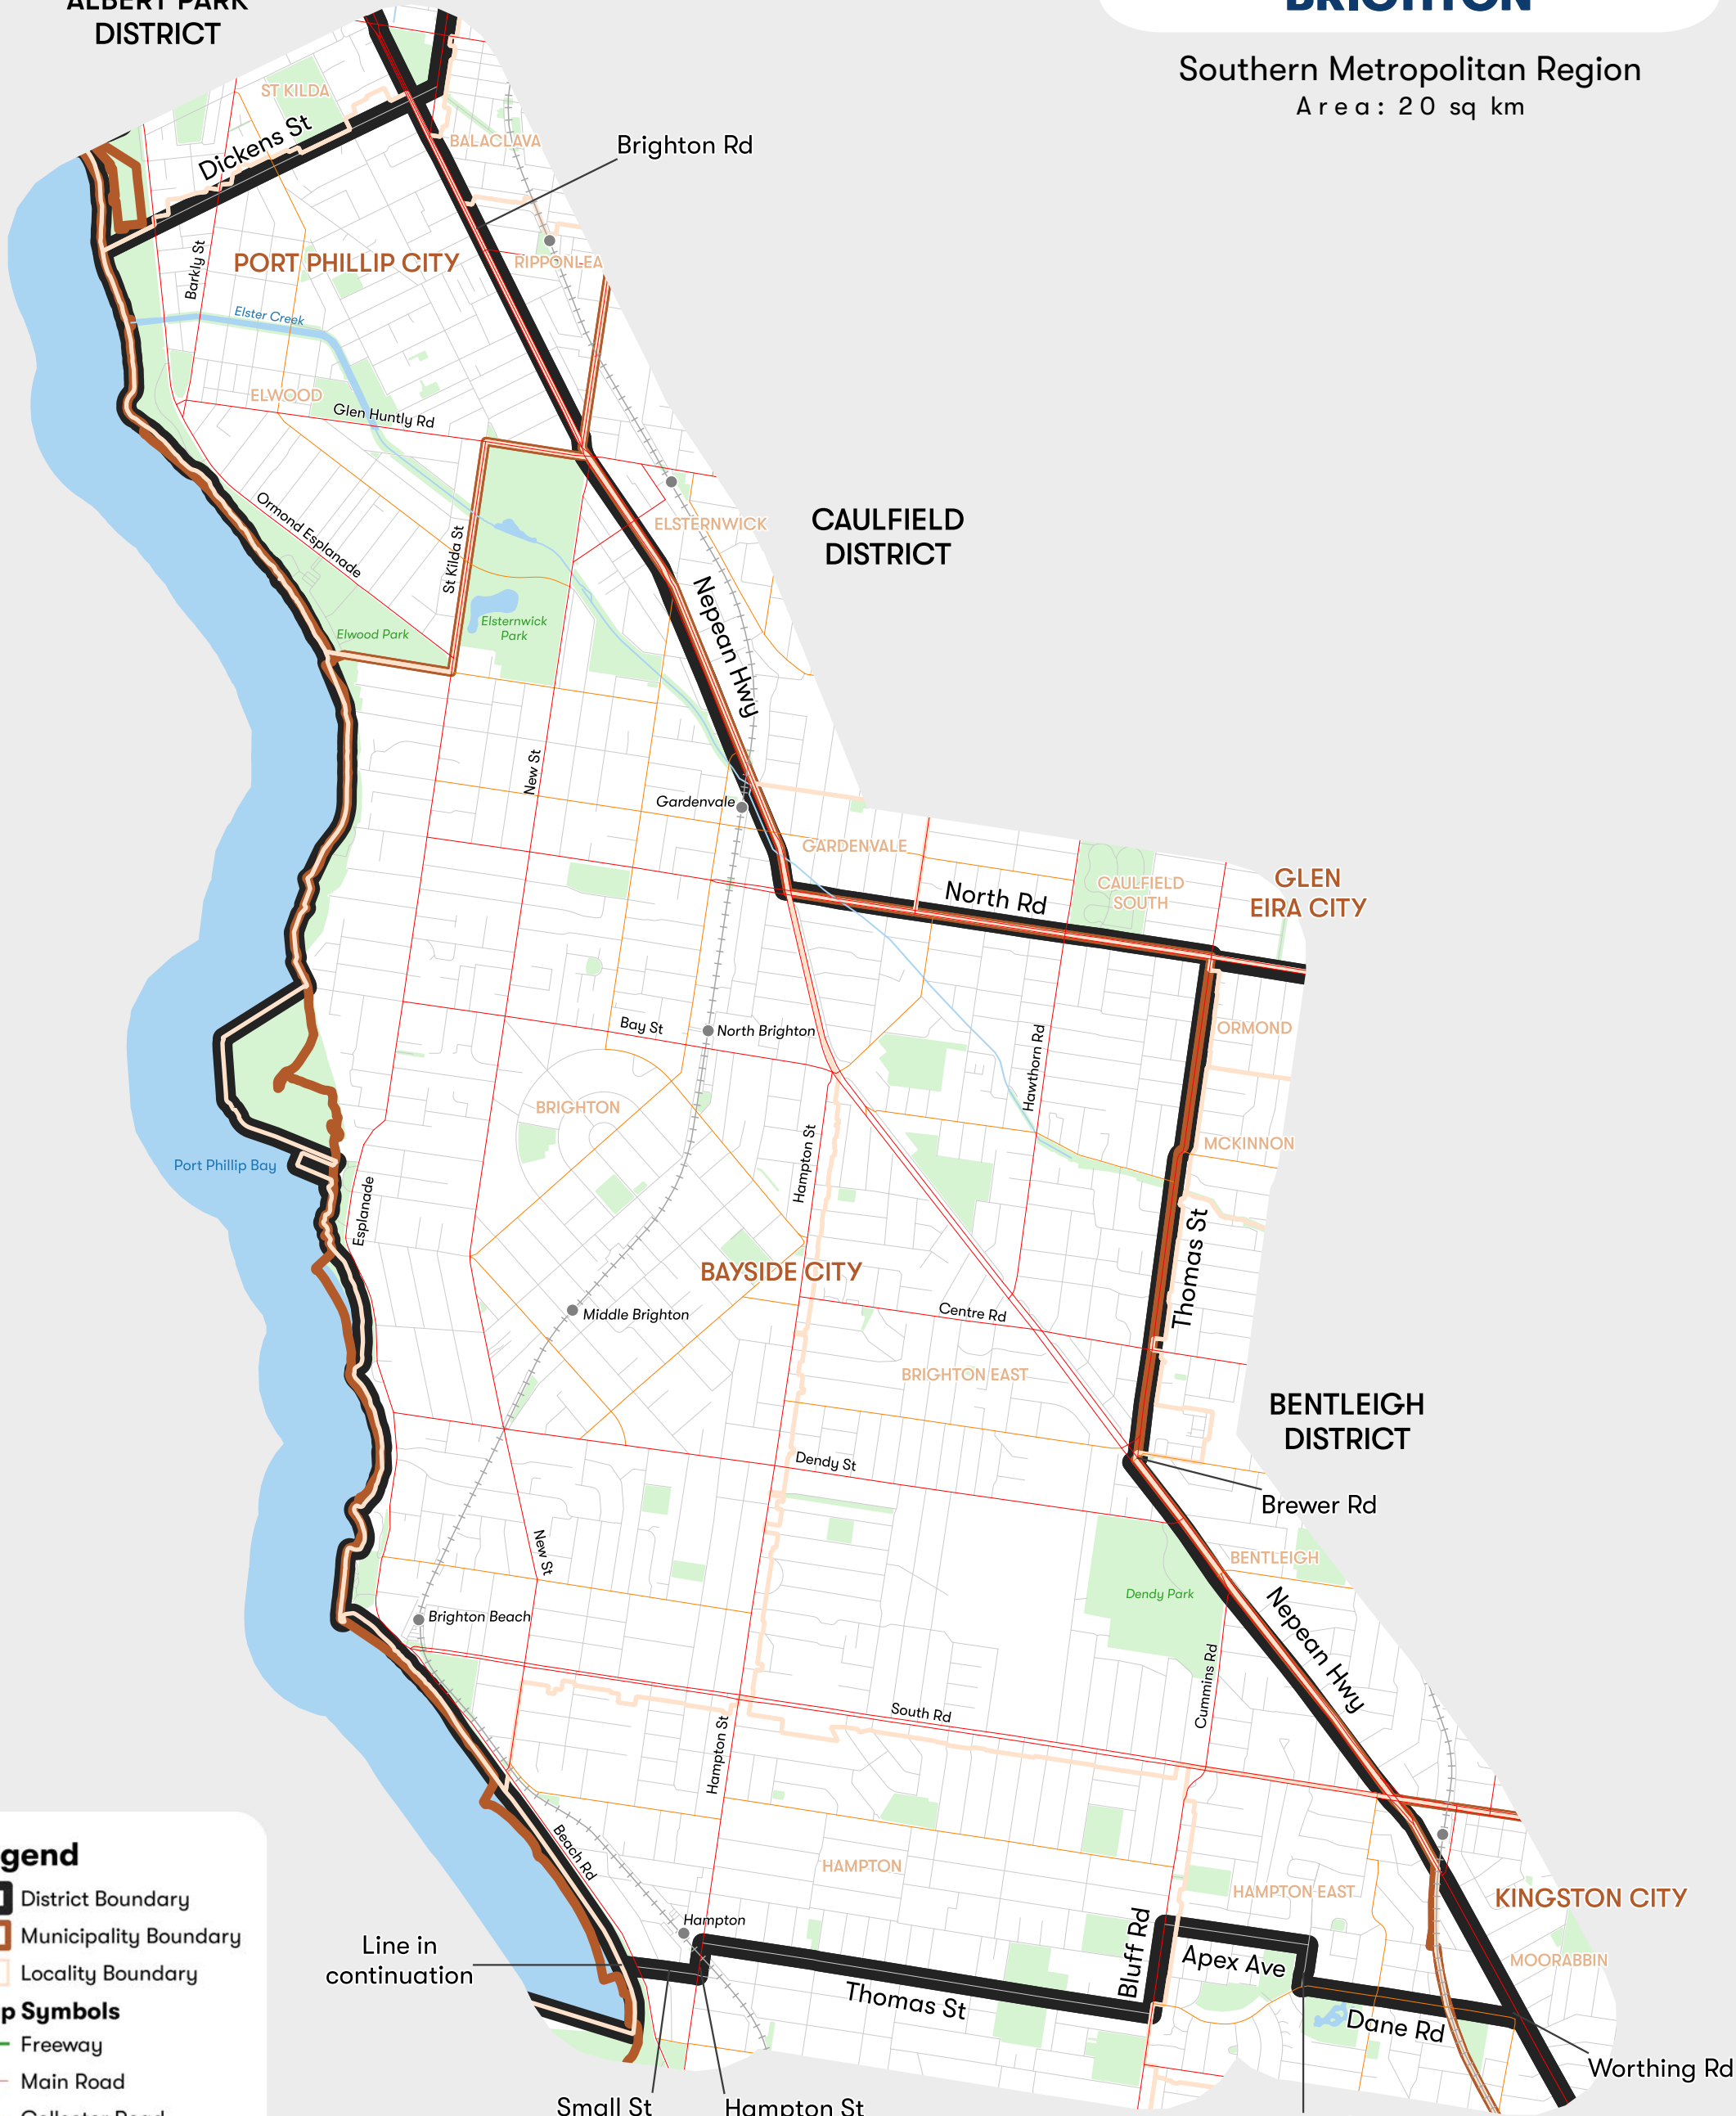 ALBERT PARK
DISTRICT
BRIGHTON
Southern Metropolitan Region
Area: 20 sq km
ST KILDA
Dickens St
BALACLAVA
Brighton Rd
Barkly St
PORT PHILLIP CITY
RIPPONLEA
Elster Creek
ELWOOD
Glen Huntly Rd
Ormond Esplanade
St Kilda St
ELSTERNWICK
CAULFIELD
DISTRICT
Nepean Hwy
Elwood Park
Elsternwick
Park
New St
Gardenvale
GARDENVALE
North Rd
CAULFIELD
SOUTH
GLEN
EIRA CITY
Bay St
North Brighton
Hawthorn Rd
ORMOND
BRIGHTON
MCKINNON
Port Phillip Bay
Hampton St
Esplanade
Thomas St
BAYSIDE CITY
Middle Brighton
Centre Rd
BRIGHTON EAST
BENTLEIGH
DISTRICT
Dendy St
Brewer Rd
New St
BENTLEIGH
Dendy Park
Nepean Hwy
Brighton Beach
Cummins Rd
South Rd
Hampton St
Beach Rd
HAMPTON
HAMPTON EAST
KINGSTON CITY
Hampton
Bluff Rd
Apex Ave
MOORABBIN
Line in
continuation
Thomas St
Dane Rd
Worthing Rd
Small St
Hampton St
gend
District Boundary
Municipality Boundary
Locality Boundary
p Symbols
Freeway
Main Road
Collector Road